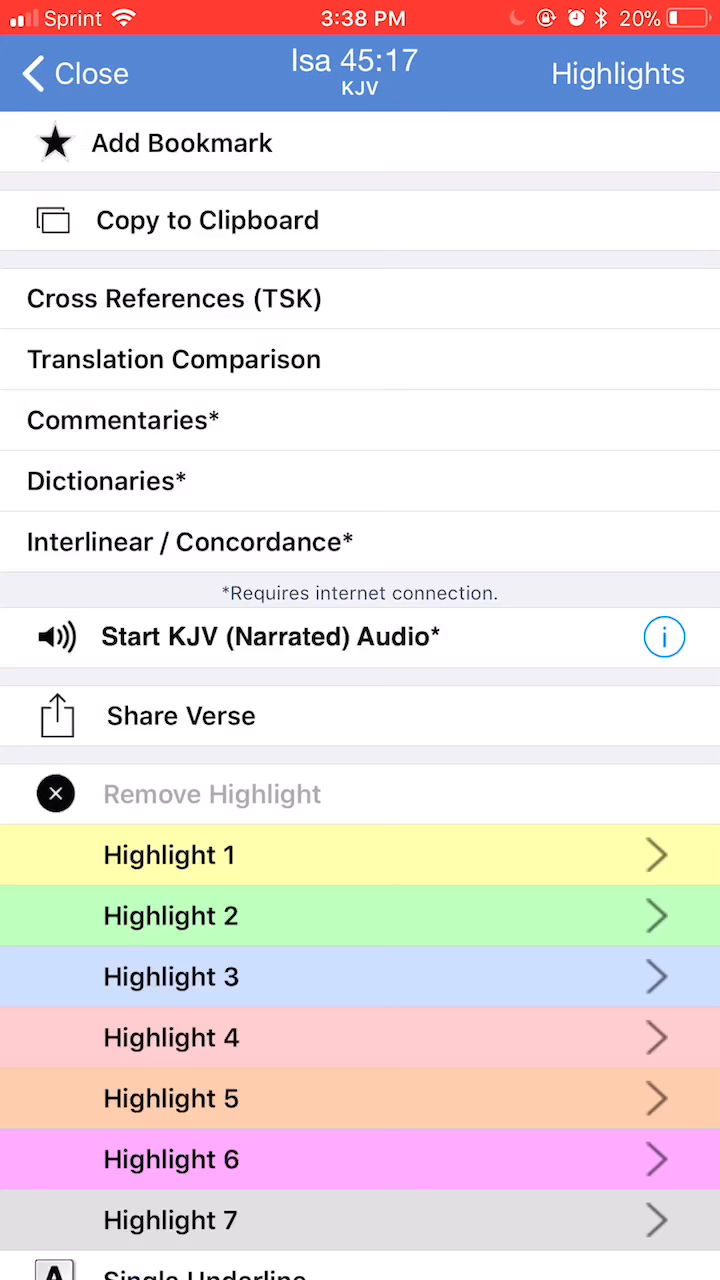 Sprint 3:38 PM 20%
Close Isa 45:17 Highlights
KJV
Add Bookmark
Copy to Clipboard
Cross References (TSK)
Translation Comparison
Commentaries*
Dictionaries*
Interlinear / Concordance*
*Requires internet connection.
Start KJV (Narrated) Audio*
Share Verse
Remove Highlight
Highlight 1
Highlight 2
Highlight 3
Highlight 4
Highlight 5
Highlight 6
Highlight 7
A Single Underline